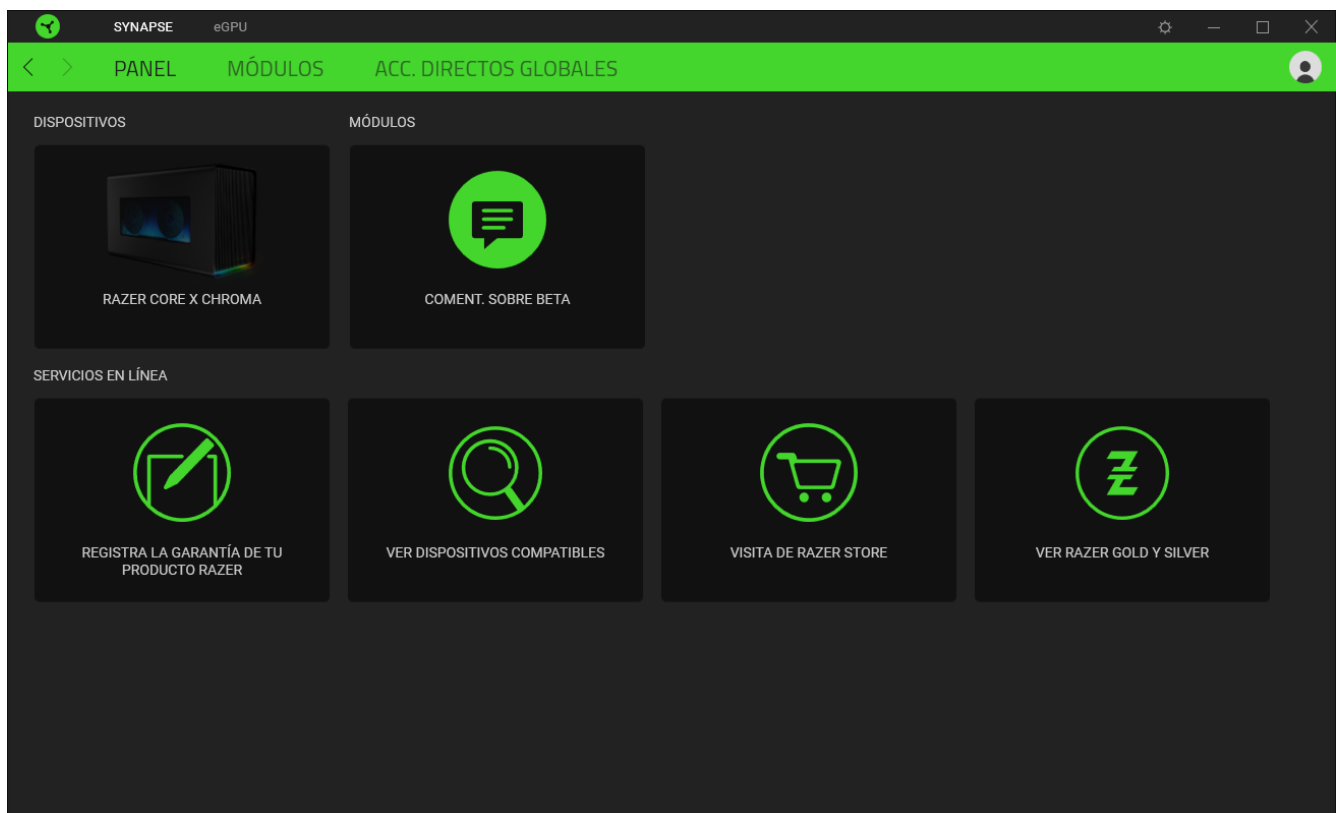 SYNAPSE eGPU
PANEL MÓDULOS ACC. DIRECTOS GLOBALES
DISPOSITIVOS MÓDULOS
RAZER CORE X CHROMA COMENT. SOBRE BETA
SERVICIOS EN LÍNEA
REGISTRA LA GARANTÍA DE TU
PRODUCTO RAZER
VER DISPOSITIVOS COMPATIBLES
VISITA DE RAZER STORE
VER RAZER GOLD Y SILVER